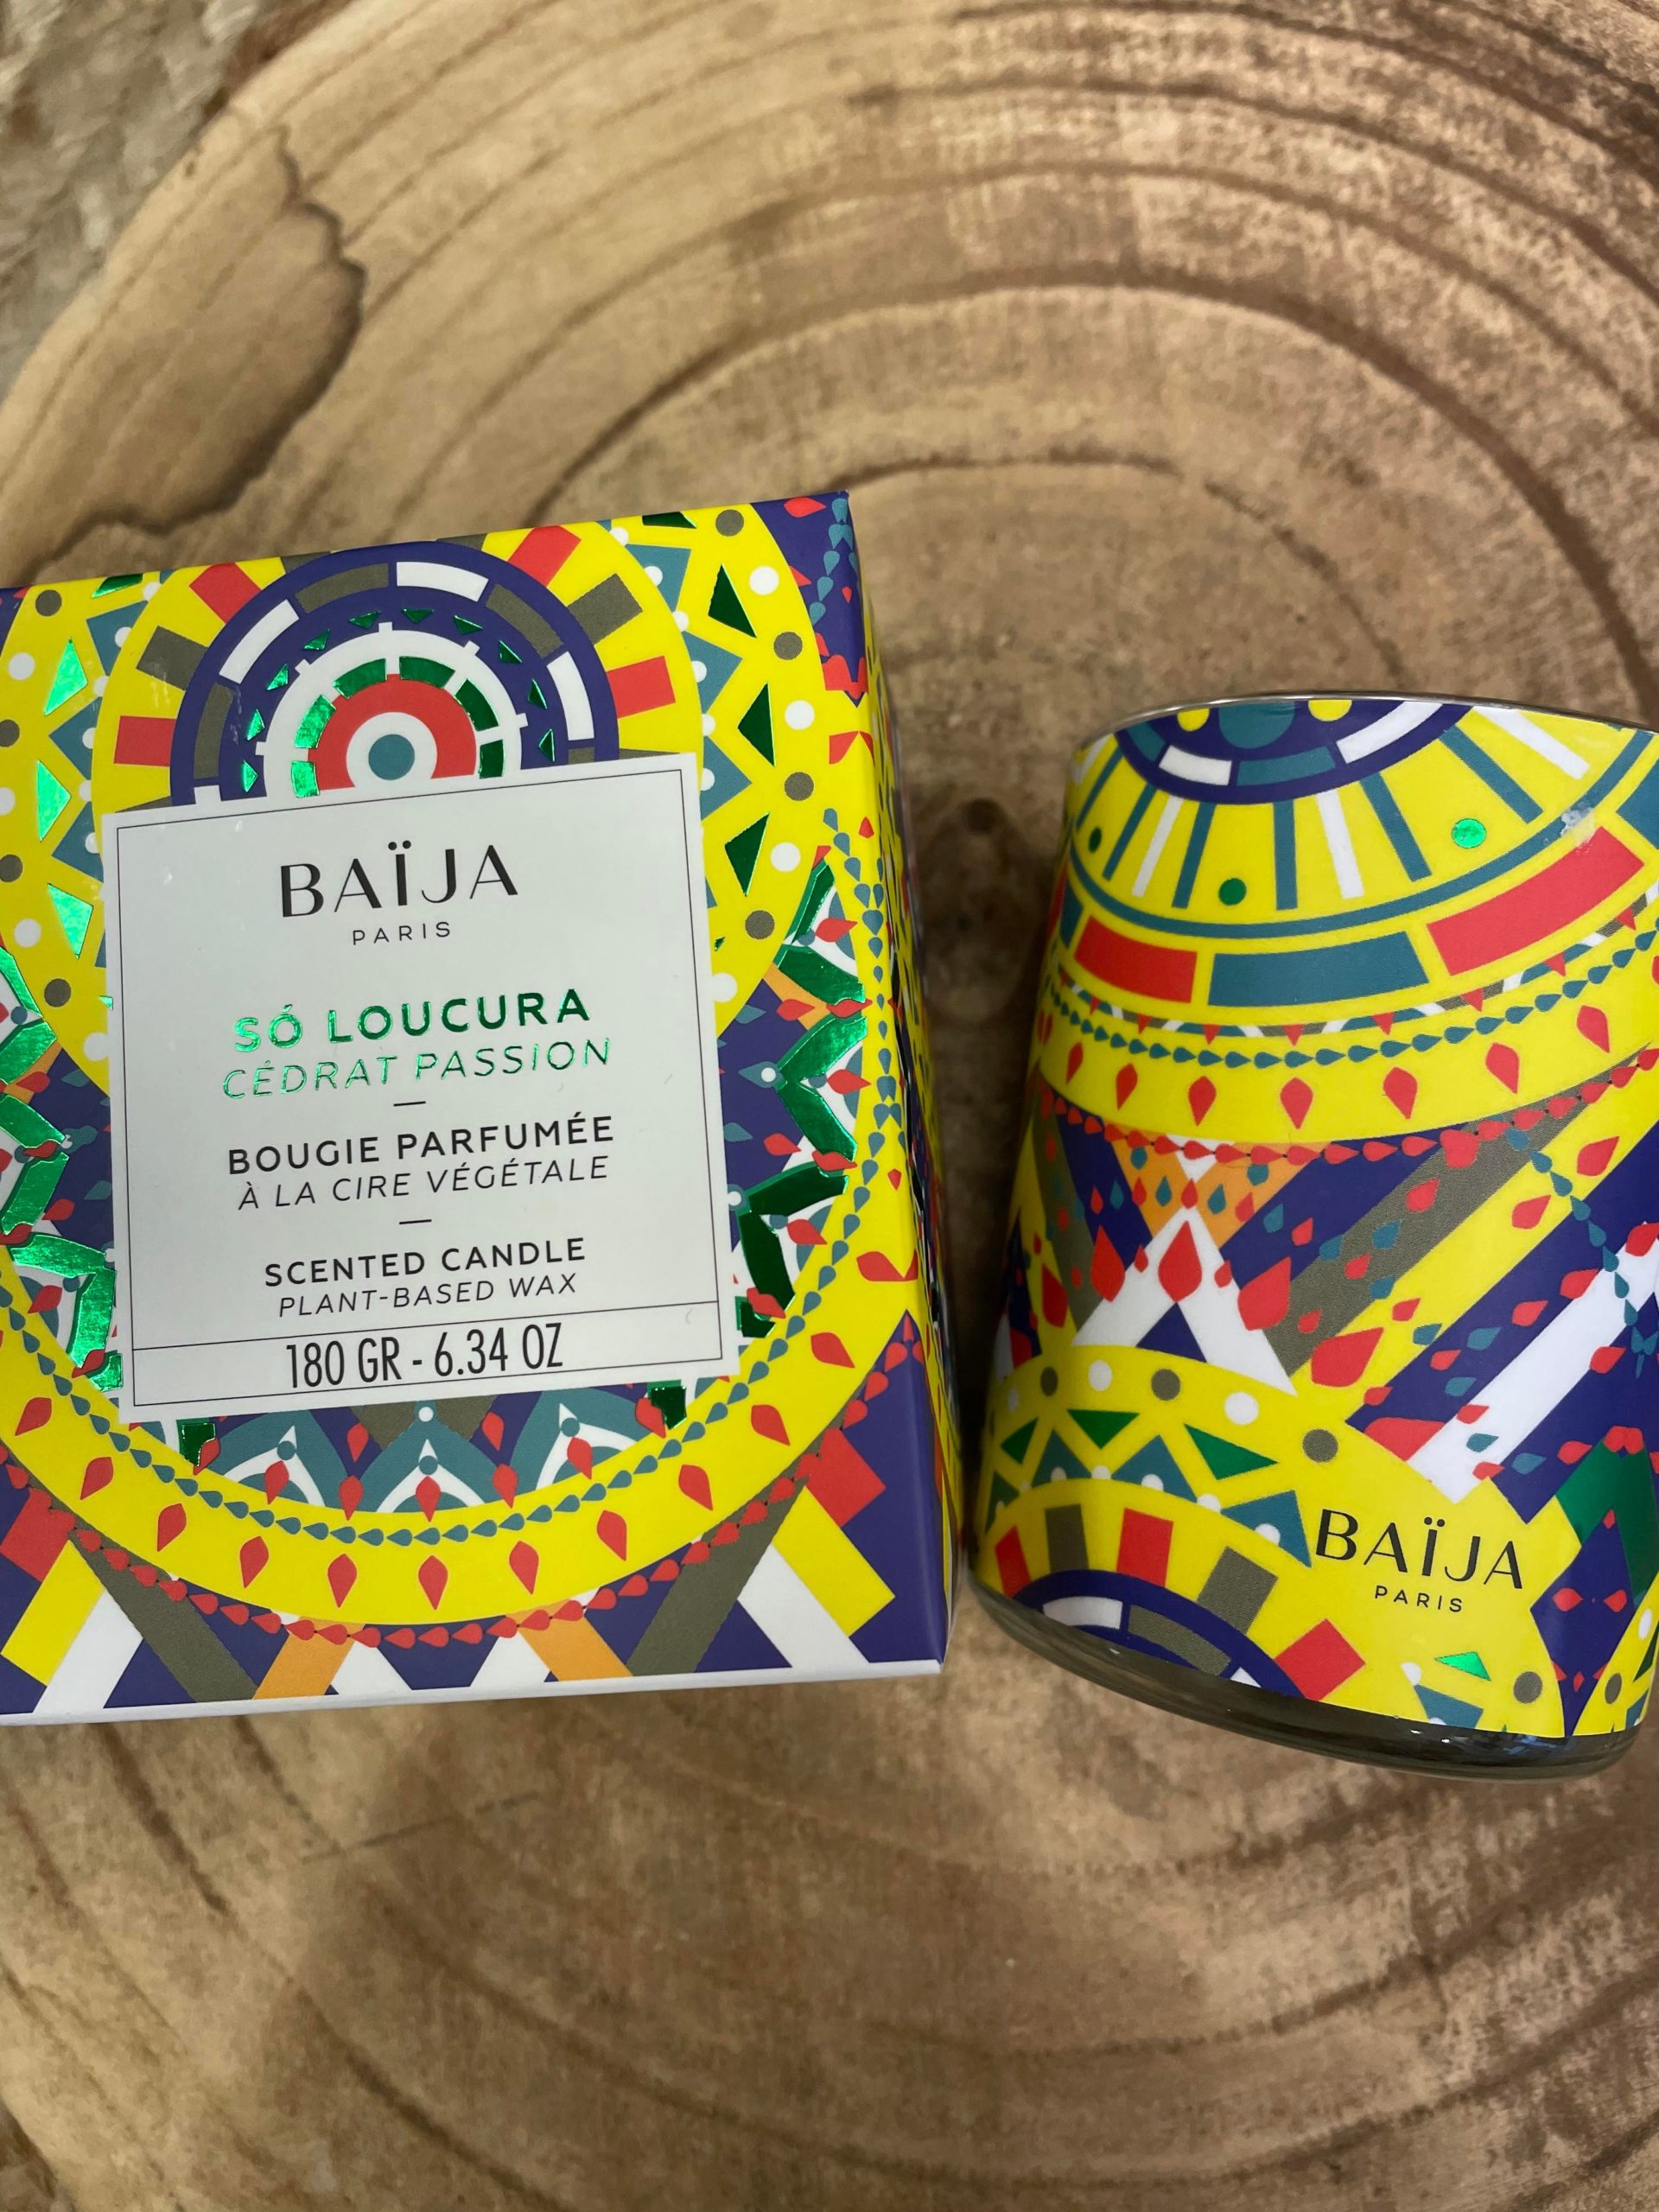 BAÏJA
PARIS
SÓ LOUCURA
CÉDRAT PASSION
BOUGIE PARFUMÉE
À LA CIRE VÉGÉTALE
SCENTED CANDLE
PLANT-BASED WAX
180 GR - 6.34 OZ
BAÏJA
PARIS